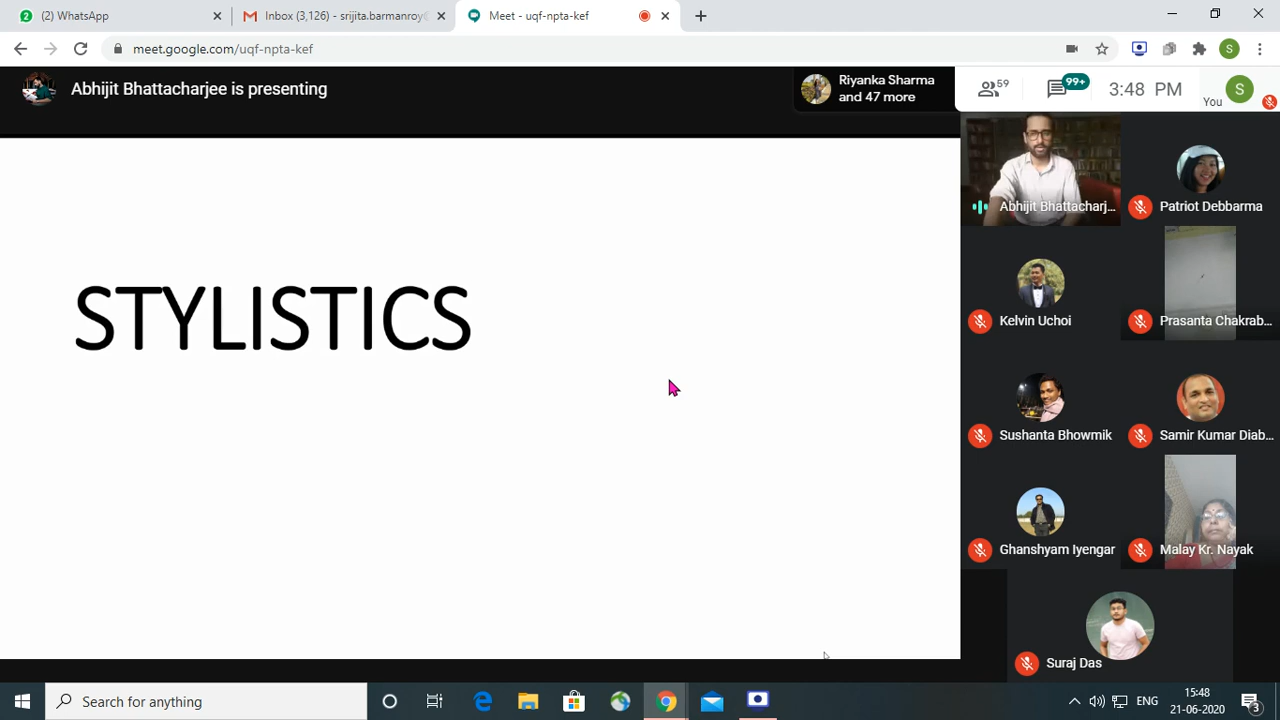 (2) WhatsApp
Inbox (3,126) - srijita.barmanroy@
Meet - uqf-npta-kef
meet.google.com/uqf-npta-kef
S
Abhijit Bhattacharjee is presenting
Riyanka Sharma
and 47 more
59
99+
3:48 PM
You
S
STYLISTICS
Abhijit Bhattacharj...
Patriot Debbarma
Kelvin Uchoi
Prasanta Chakrab...
Sushanta Bhowmik
Samir Kumar Diab...
Ghanshyam Iyengar
Malay Kr. Nayak
Suraj Das
Search for anything
ENG
15:48
21-06-2020
3